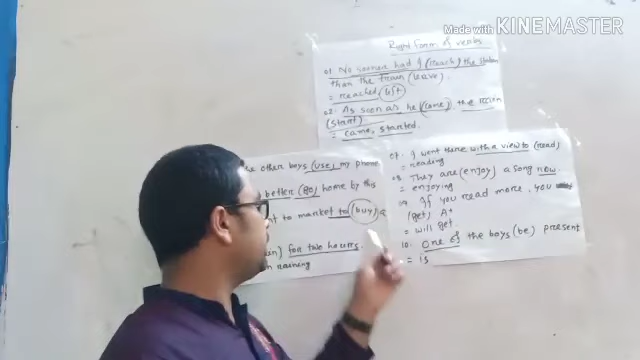 Made with KINEMASTER
Right form of verbs
01. No sooner had I (reach) the station
than the train (leave).
= reached, left
02. As soon as he (come), the
(start)
= came, started.
other boys (use) my phone
better (go) home by this
to market to (buy) a
for two hours.
raining
07. I went there with a view to (read)
= reading
08. They are (enjoy) a song now.
= enjoying
09. If you read more, you
(get) A+
= will get.
10. One of the boys (be) present
= is